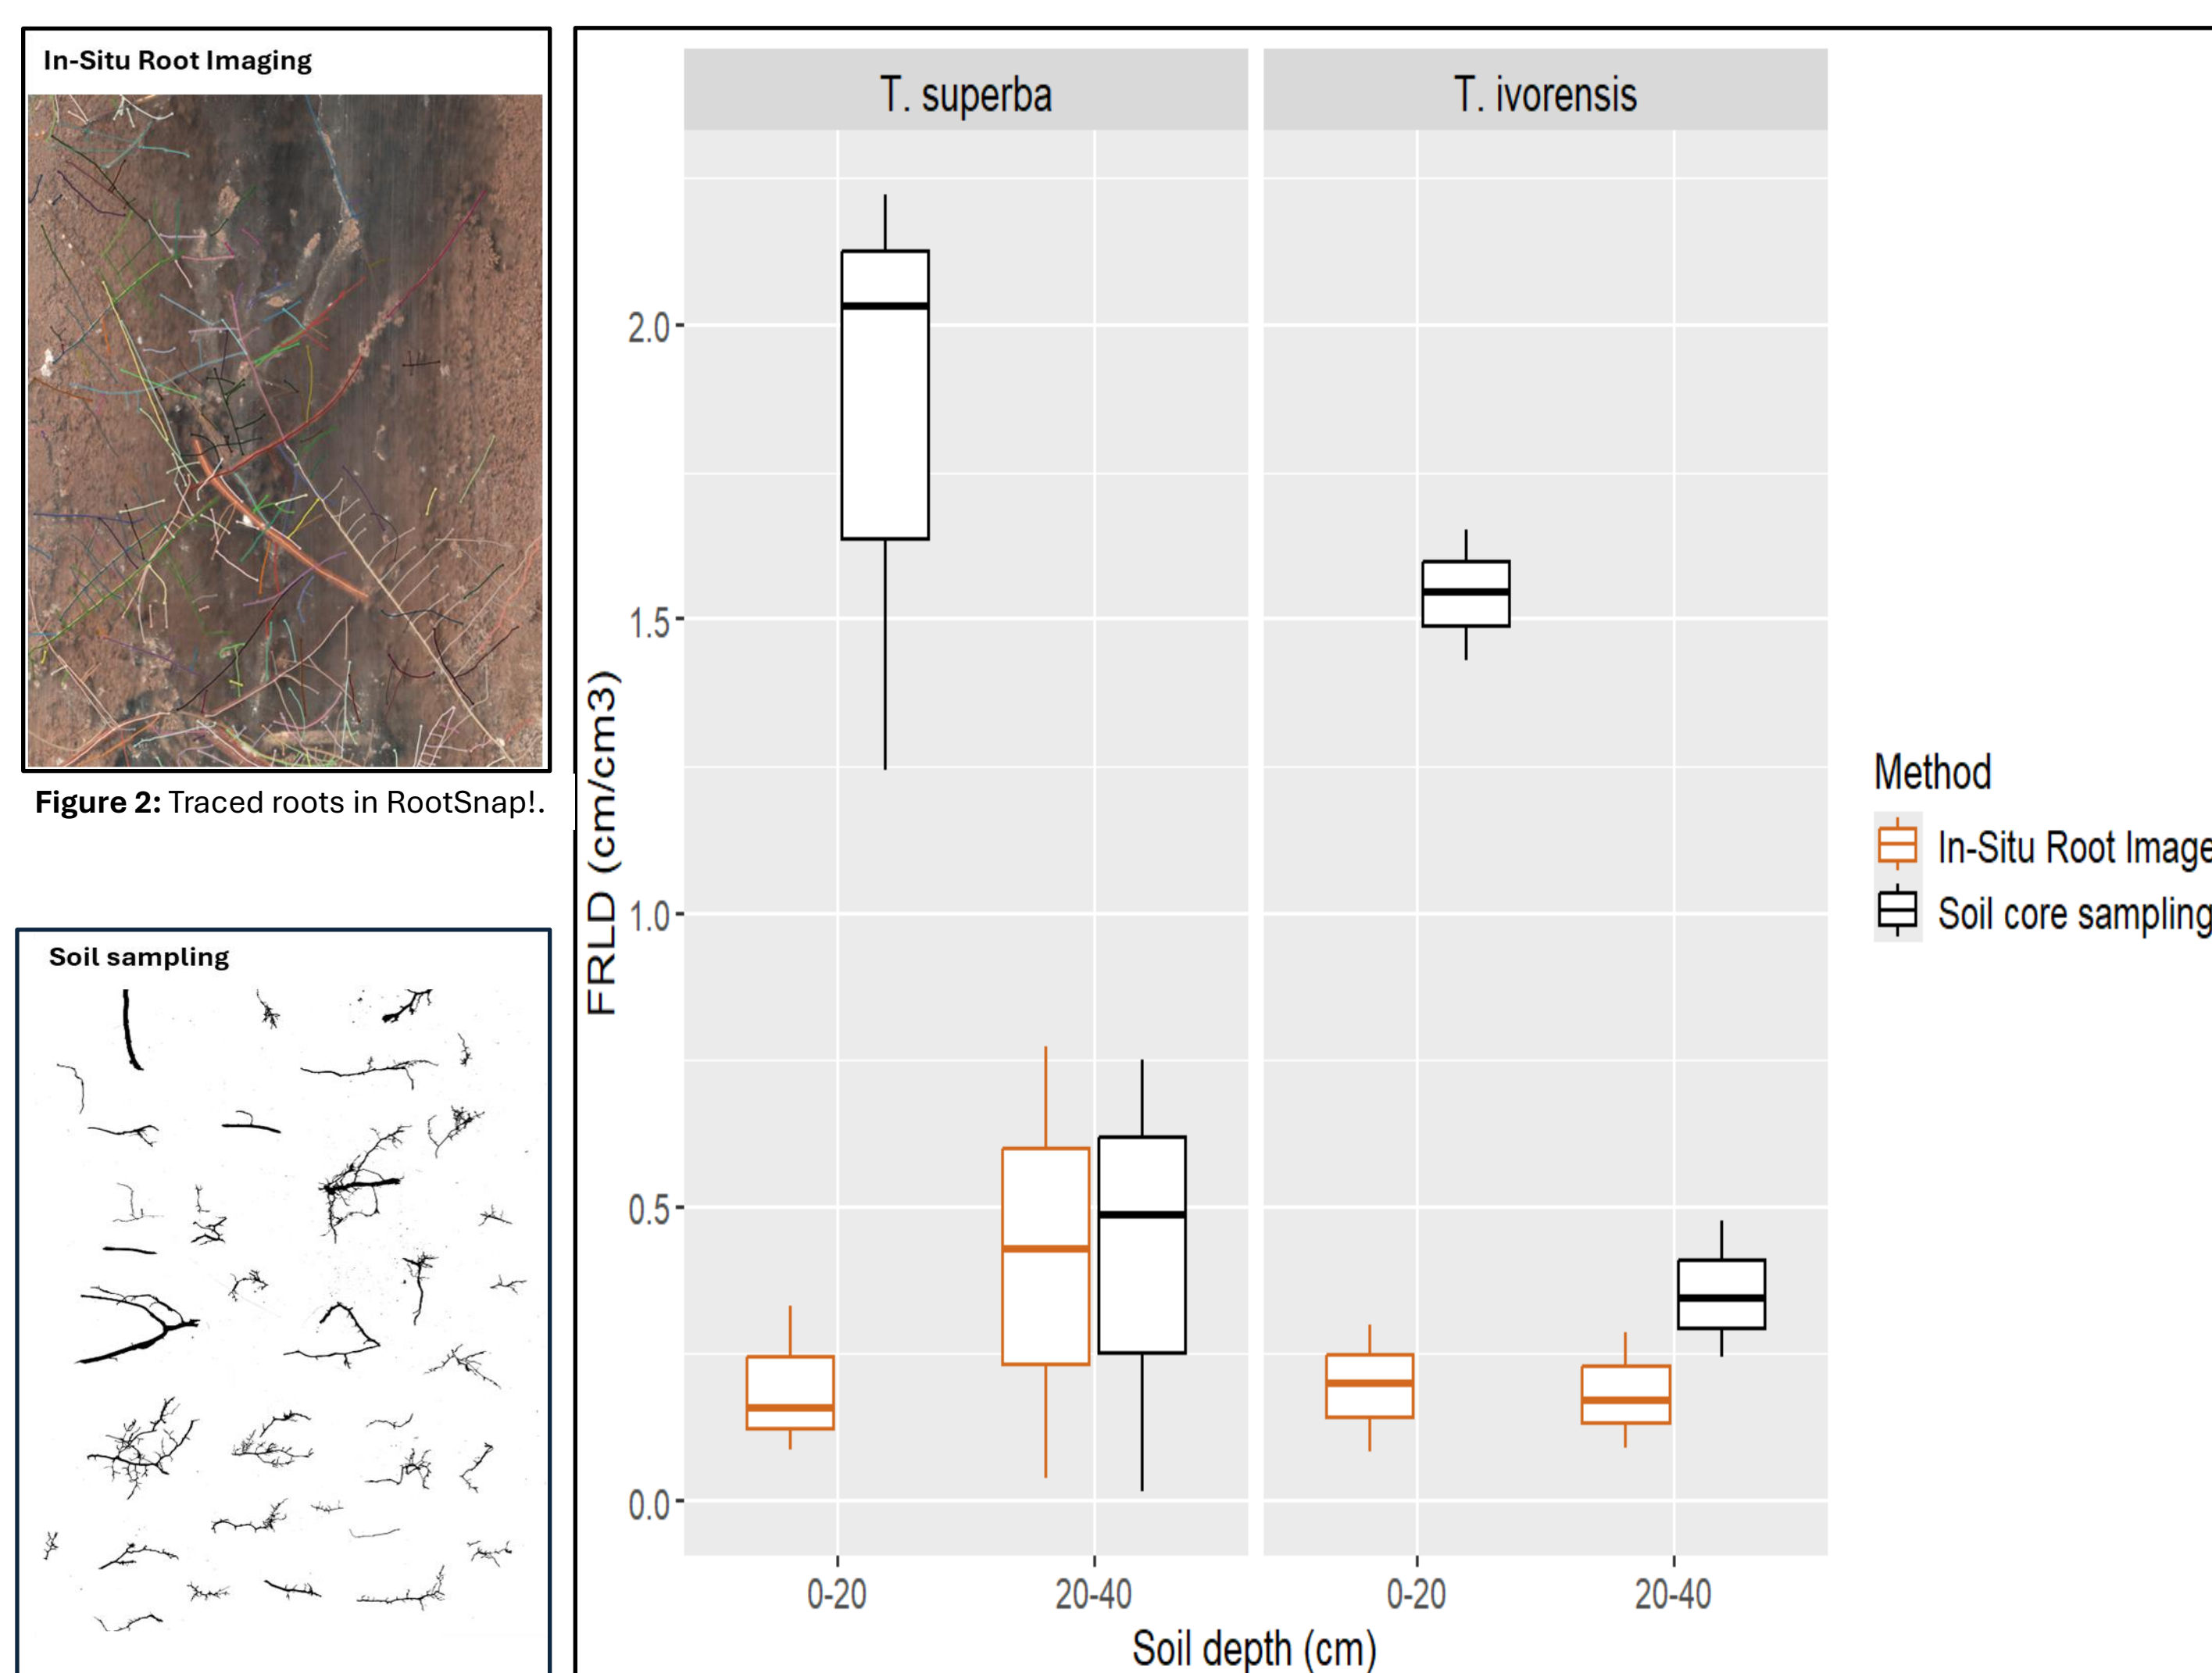 In-Situ Root Imaging
Figure 2: Traced roots in RootSnap!.
Soil sampling
T. superba
T. ivorensis
FRLD (cm/cm3)
2.0
1.5
1.0
0.5
0.0
0-20
20-40
0-20
20-40
Soil depth (cm)
Method
In-Situ Root Image
Soil core sampling